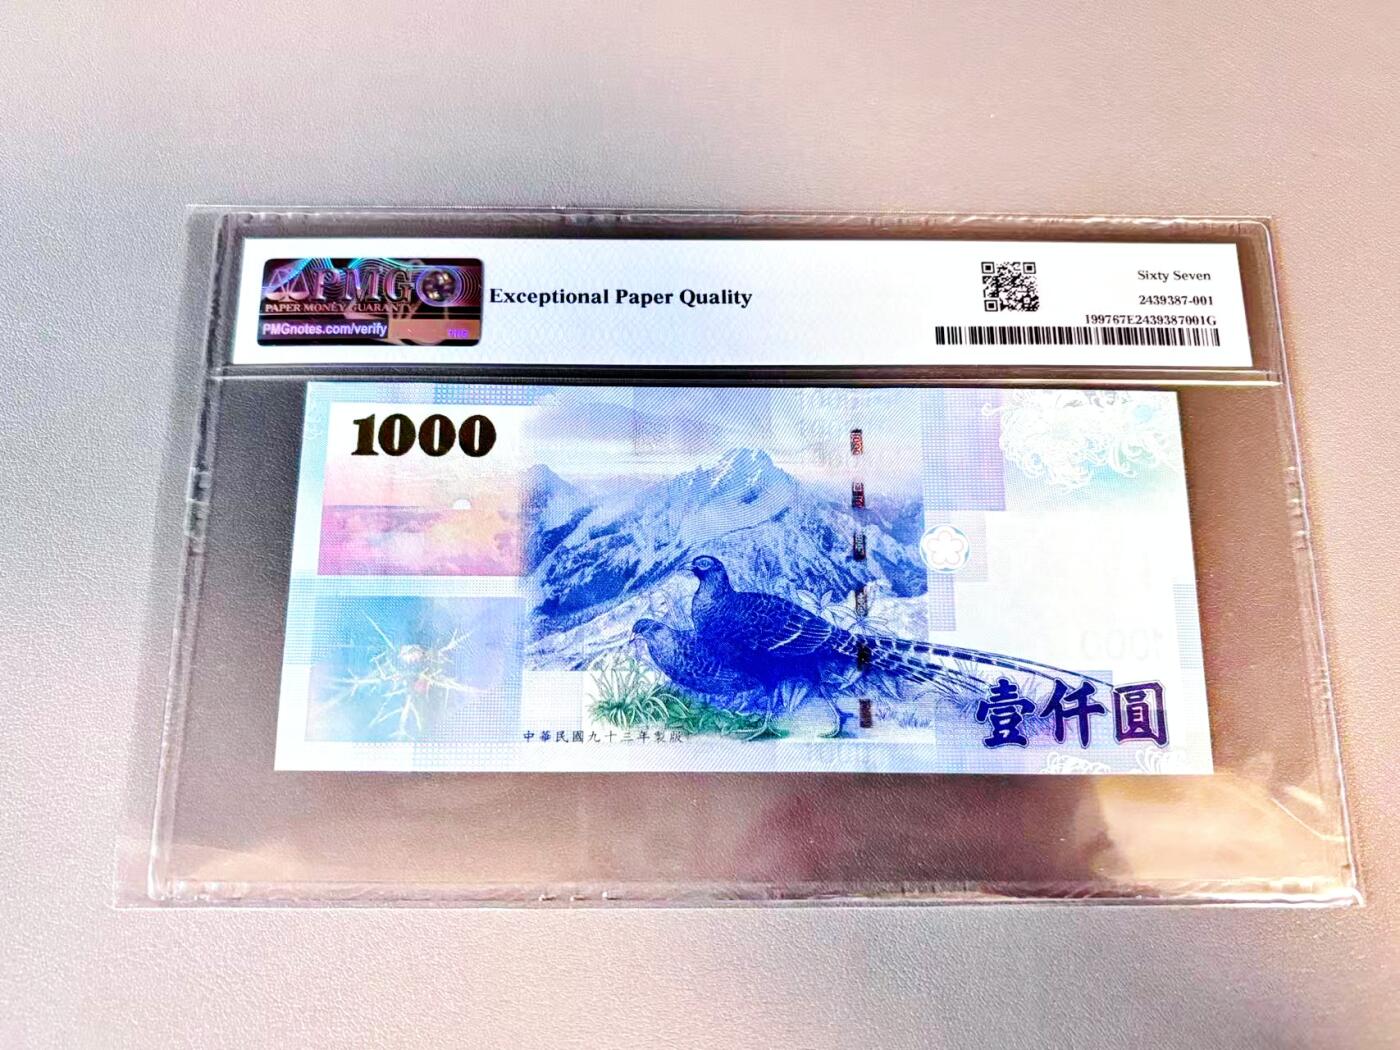 PMG
PAPER MONEY GUARANTY
PMGnotes.com/verify
Exceptional Paper Quality
Sixty Seven
2439387-001
199767E2439387001G
1000
壹仟圓
中華民國九十三年製版